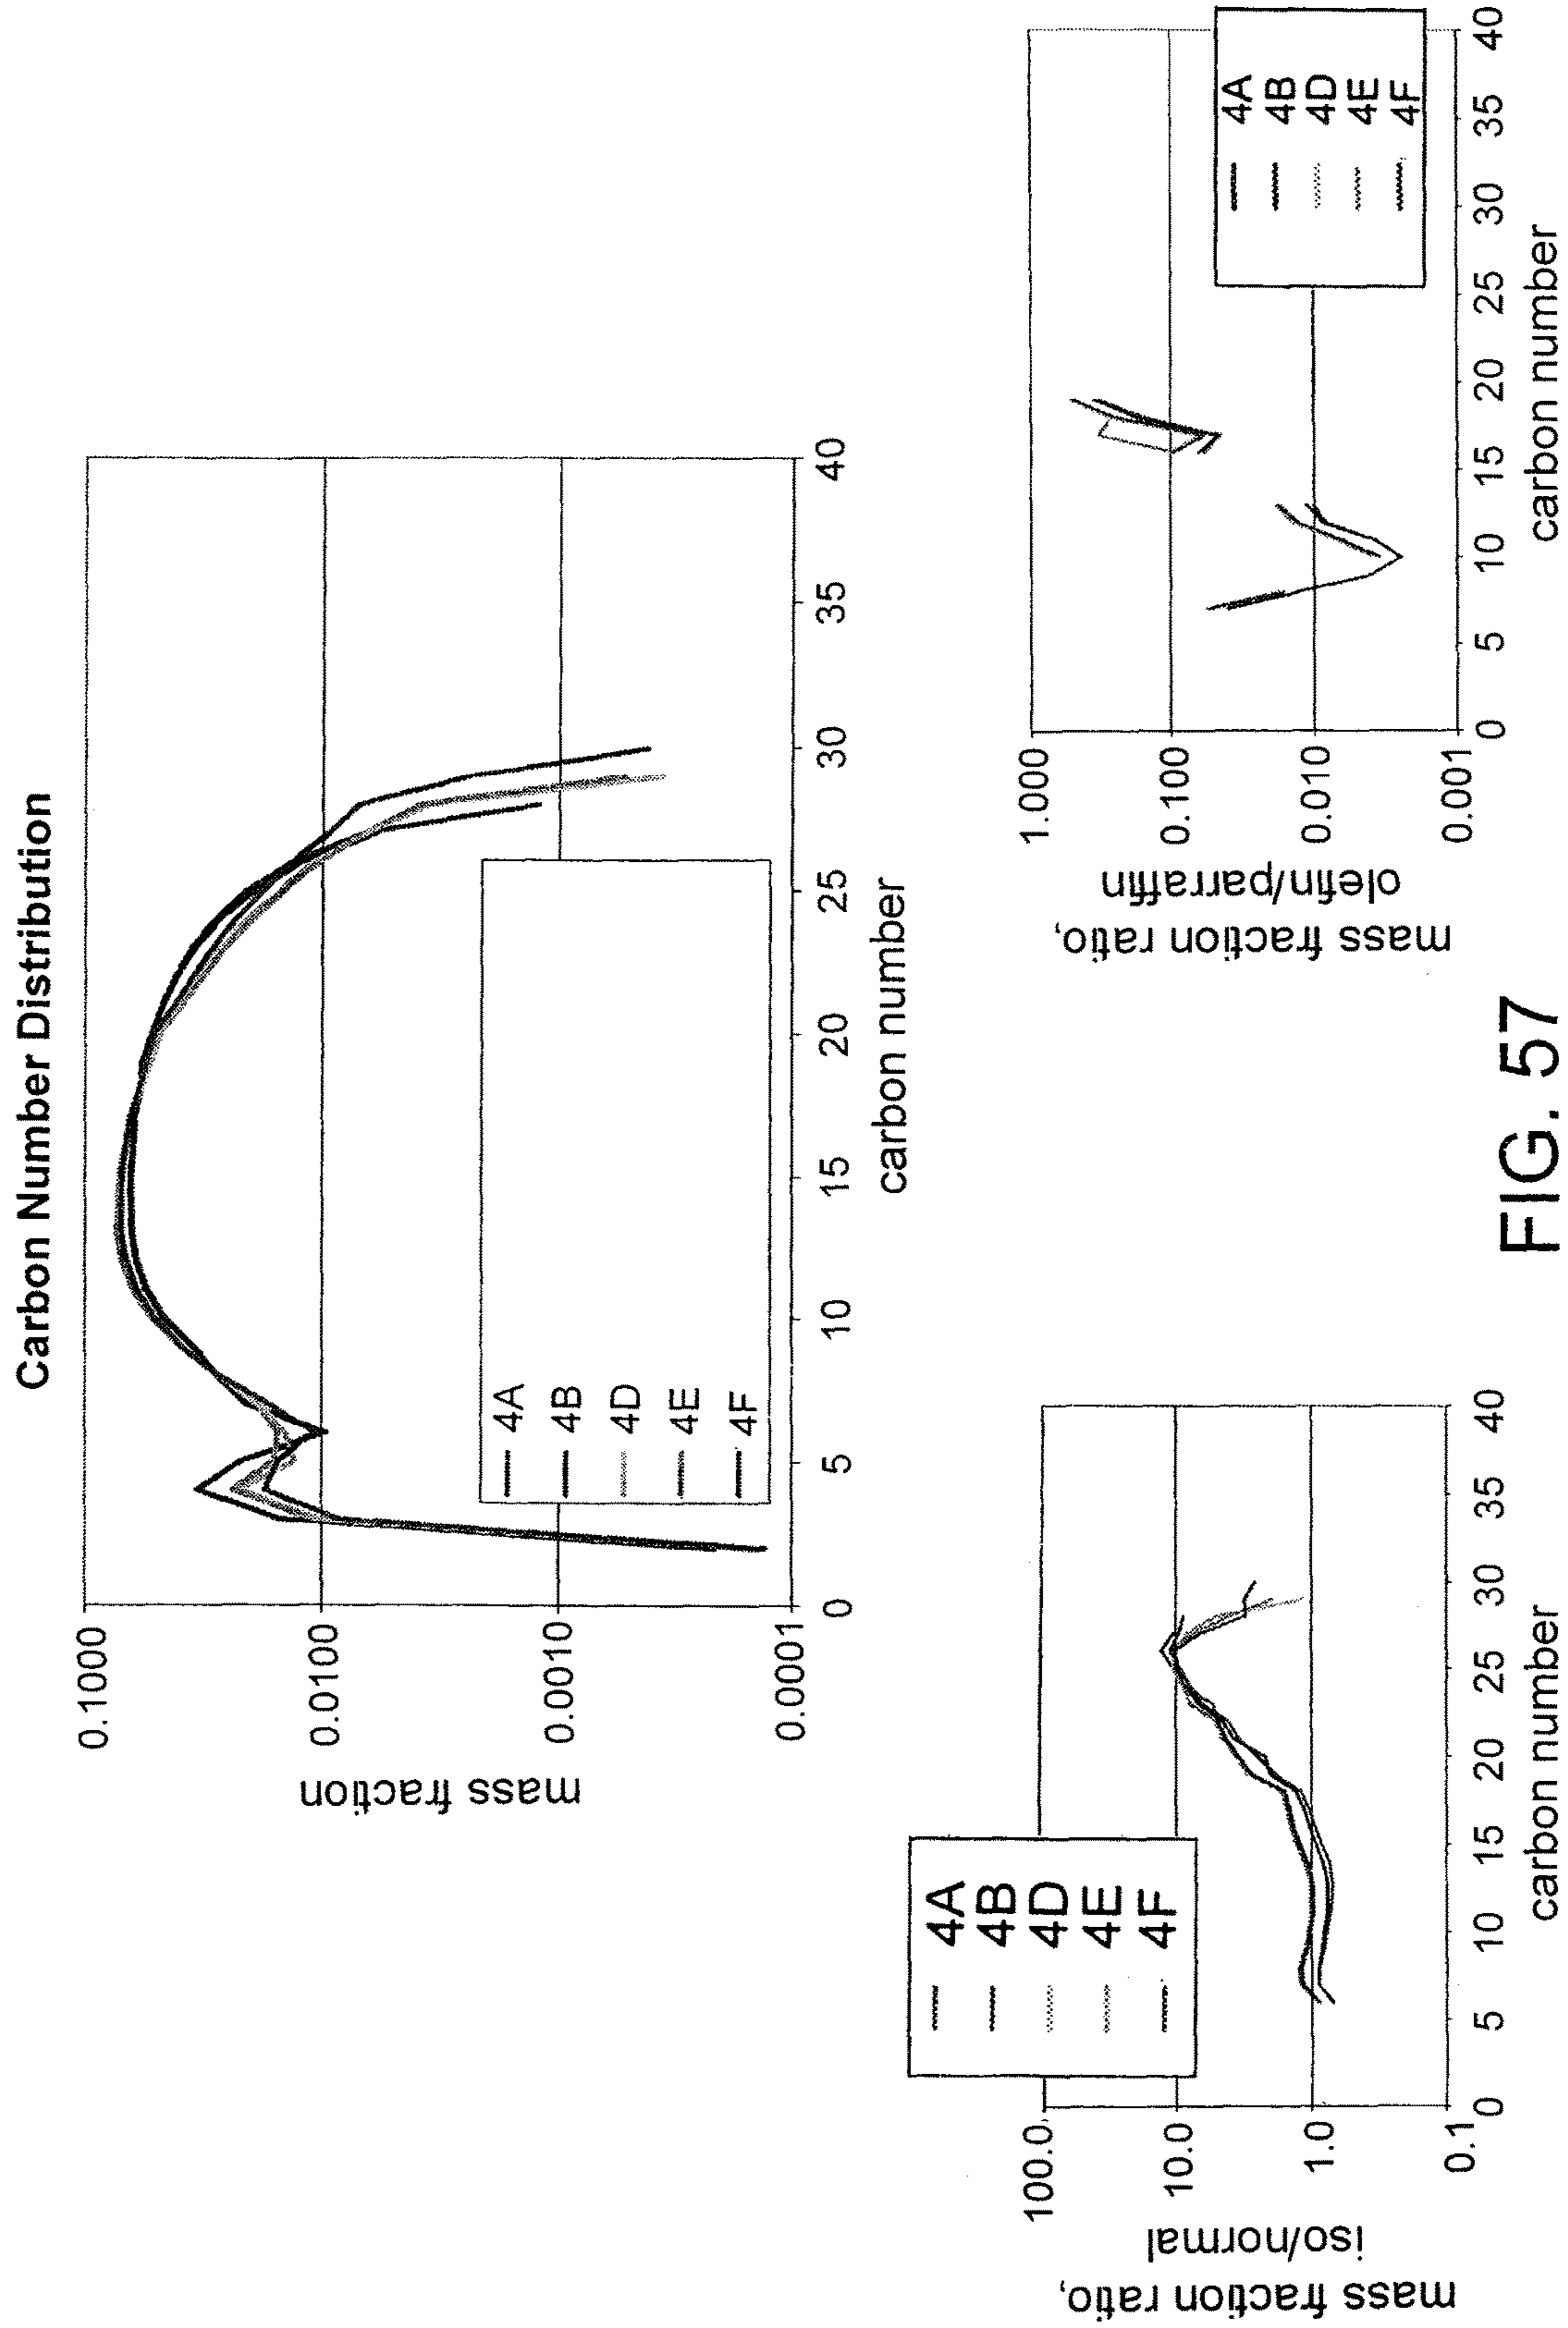 Carbon Number Distribution
mass fraction
0.1000
0.0100
0.0010
0.0001
0 5 10 15 20 25 30 35 40
carbon number
4A
4B
4D
4E
4F
mass fraction ratio,
iso/normal
100.0
10.0
1.0
0.1
0 5 10 15 20 25 30 35 40
carbon number
4A
4B
4D
4E
4F
mass fraction ratio,
olefin/parraffin
1.000
0.100
0.010
0.001
0 5 10 15 20 25 30 35 40
carbon number
4A
4B
4D
4E
4F
FIG. 57